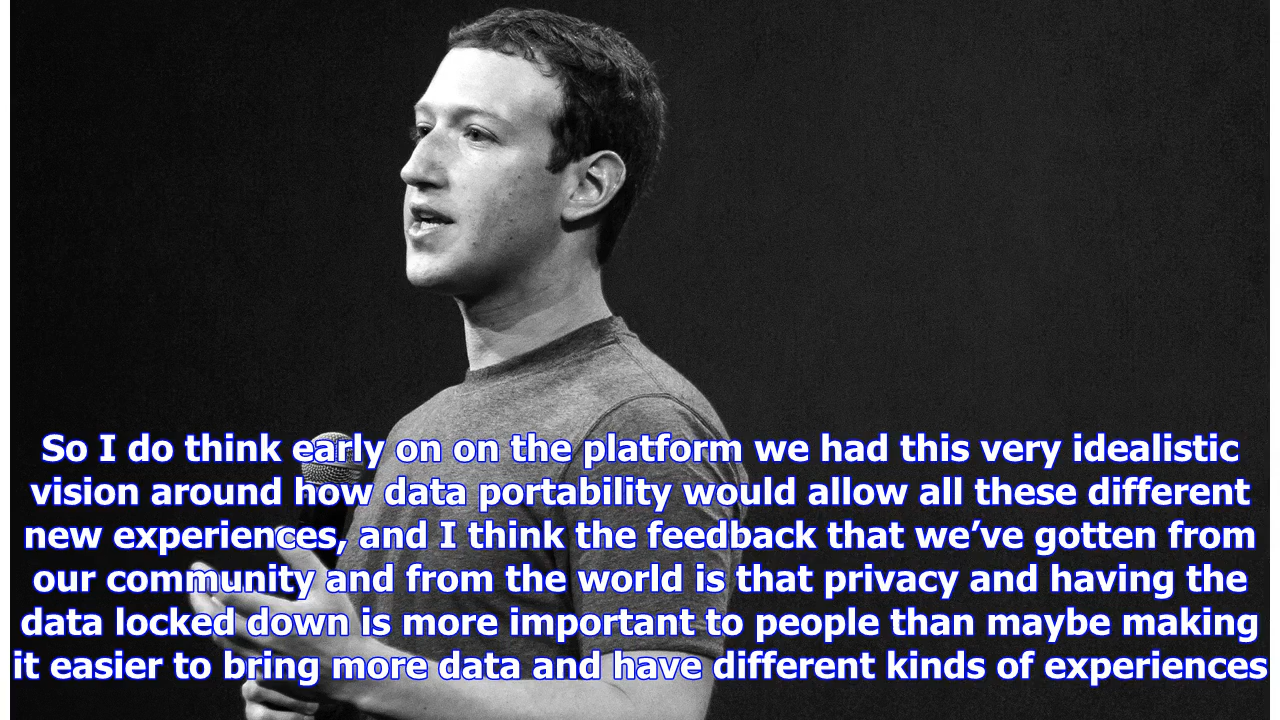 So I do think early on on the platform we had this very idealistic
vision around how data portability would allow all these different
new experiences, and I think the feedback that we’ve gotten from
our community and from the world is that privacy and having the
data locked down is more important to people than maybe making
it easier to bring more data and have different kinds of experiences